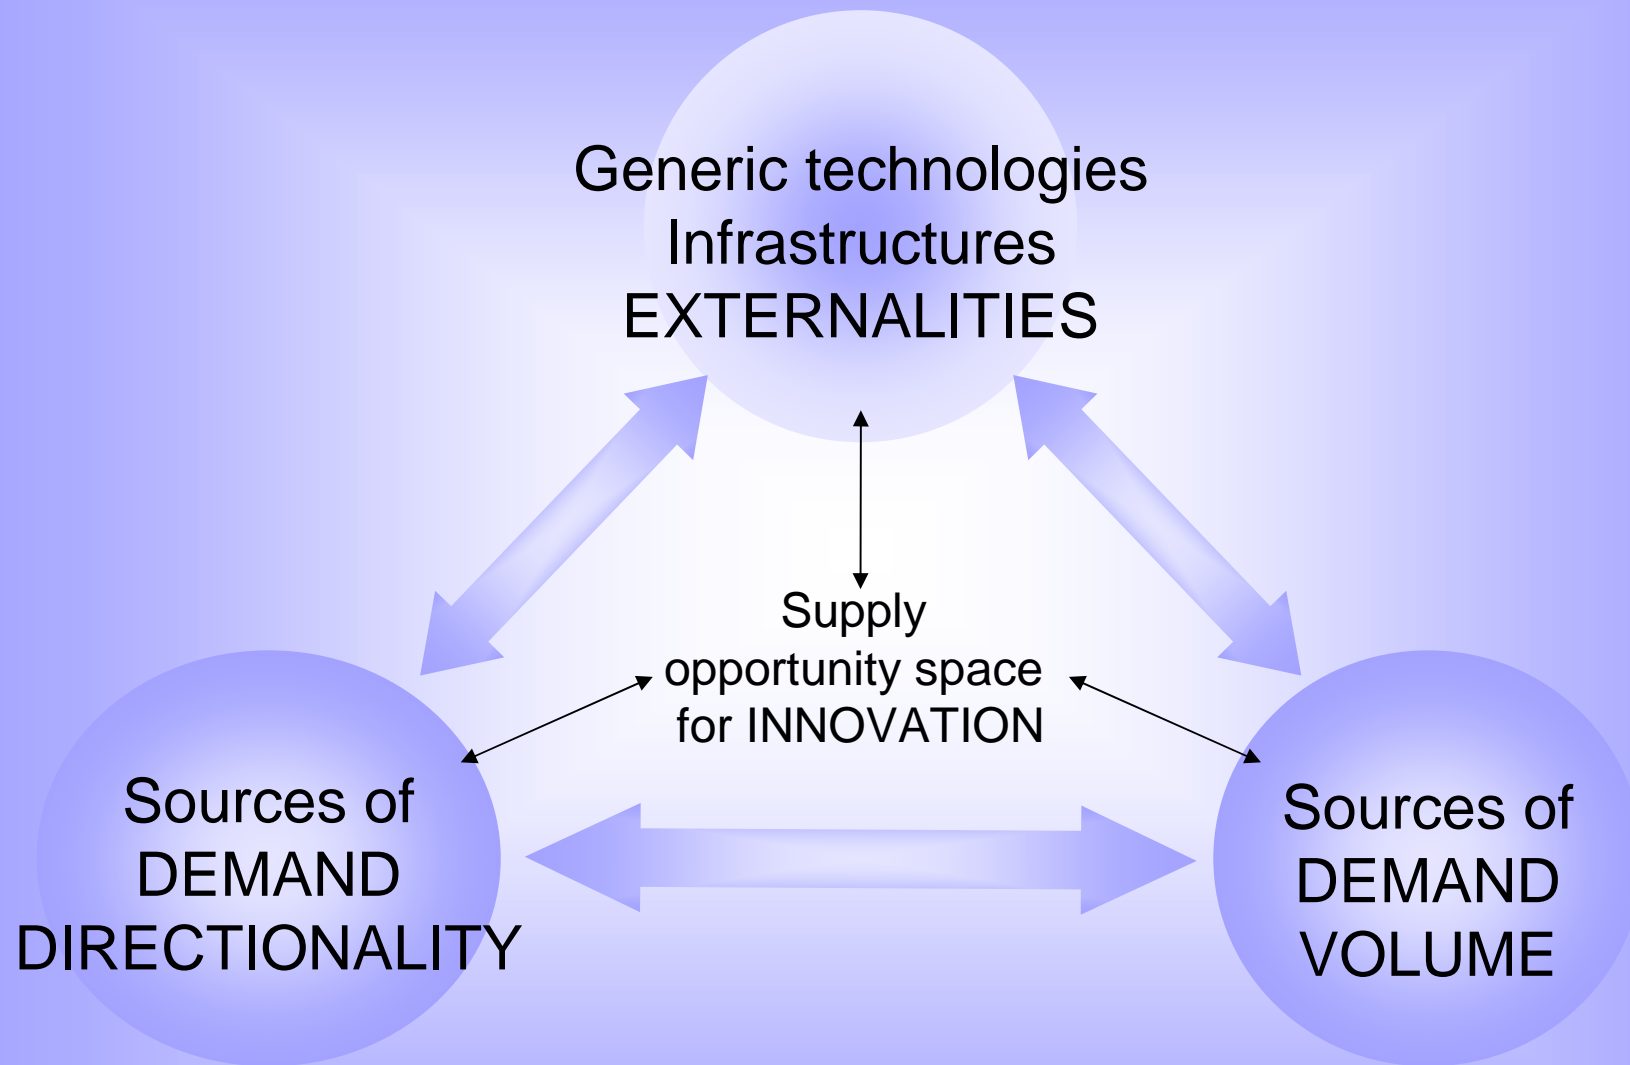 Generic technologies
Infrastructures
EXTERNALITIES
Supply
opportunity space
for INNOVATION
Sources of
DEMAND
DIRECTIONALITY
Sources of
DEMAND
VOLUME